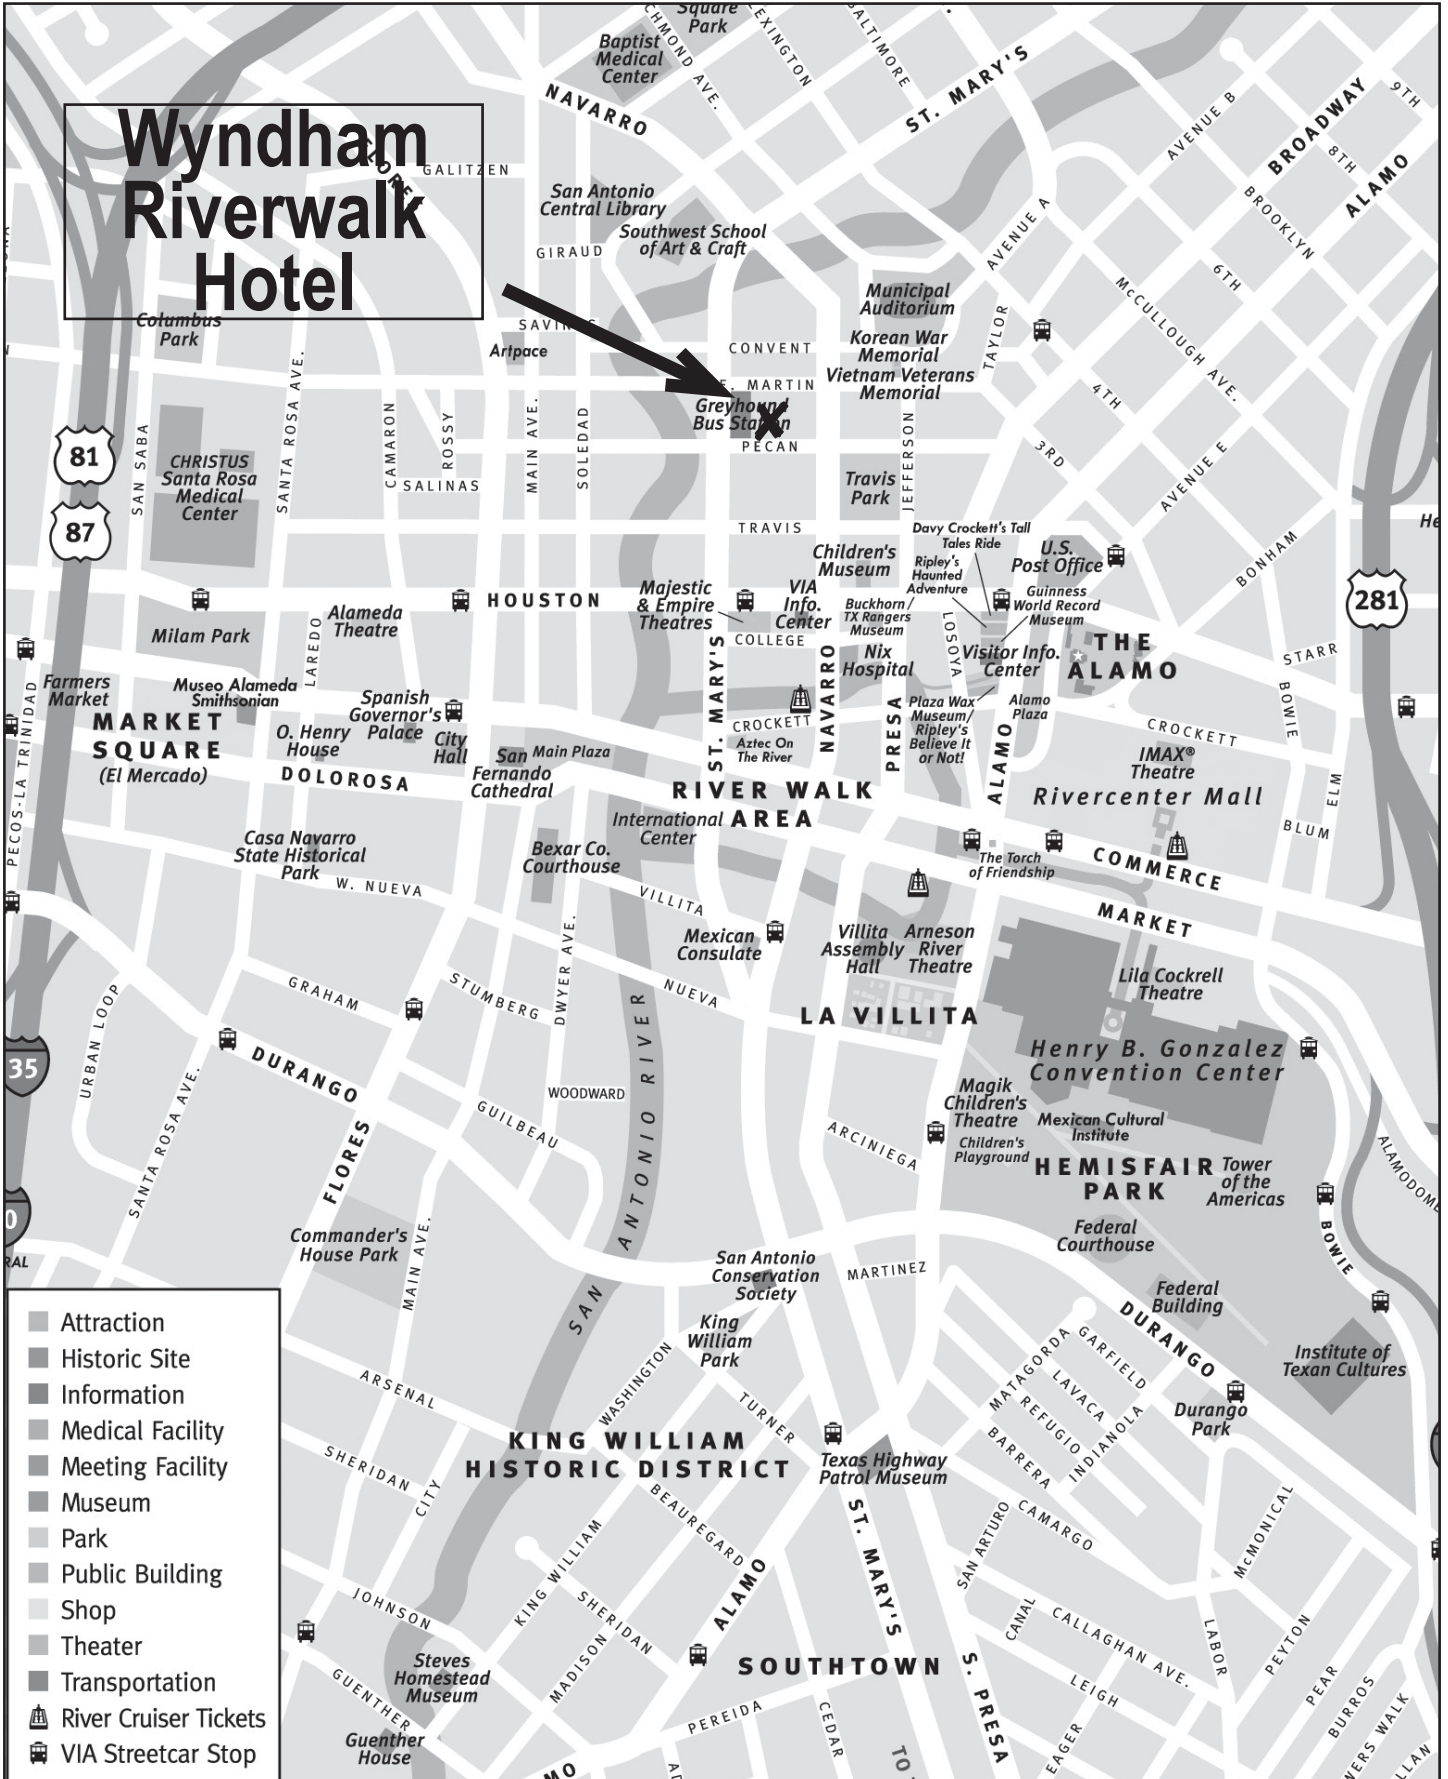 Square
Park
RICHMOND AVE.
LEXINGTON
BALTIMORE
Baptist
Medical
Center
NAVARRO
ST. MARY'S
AVENUE B
BROADWAY
9TH
8TH
ALAMO
Wyndham
Riverwalk
Hotel
FLORES
GALITZEN
San Antonio
Central Library
Southwest School
of Art & Craft
GIRAUD
AVENUE A
BROOKLYN
6TH
McCULLOUGH AVE.
Columbus
Park
SAVINGS
Artpace
CONVENT
Municipal
Auditorium
Korean War
Memorial
Vietnam Veterans
Memorial
TAYLOR
E. MARTIN
Greyhound
Bus Station
X
PECAN
4TH
3RD
AVENUE E
81
87
SAN SABA
CHRISTUS
Santa Rosa
Medical
Center
SANTA ROSA AVE.
CAMARON
ROSSY
SALINAS
MAIN AVE.
SOLEDAD
JEFFERSON
Travis
Park
TRAVIS
Davy Crockett's Tall
Tales Ride
Children's
Museum
Ripley's
Haunted
Adventure
U.S.
Post Office
BONHAM
He
281
HOUSTON
Majestic
& Empire
Theatres
VIA
Info.
Center
Buckhorn/
TX Rangers
Museum
Guinness
World Record
Museum
Milam Park
Alameda
Theatre
LAREDO
COLLEGE
Nix
Hospital
LOSOYA
Visitor Info.
Center
THE
ALAMO
STARR
Farmers
Market
Museo Alameda
Smithsonian
MARKET
SQUARE
(El Mercado)
PECOS-LA TRINIDAD
Spanish
Governor's
Palace
O. Henry
House
City
Hall
San
Fernando
Cathedral
Main Plaza
DOLOROSA
ST. MARY'S
CROCKETT
Aztec On
The River
NAVARRO
PRESA
Plaza Wax
Museum/
Ripley's
Believe It
or Not!
Alamo
Plaza
ALAMO
CROCKETT
BOWIE
IMAX®
Theatre
Rivercenter Mall
ELM
BLUM
RIVER WALK
AREA
International
Center
Casa Navarro
State Historical
Park
Bexar Co.
Courthouse
The Torch
of Friendship
COMMERCE
MARKET
W. NUEVA
VILLITA
Mexican
Consulate
Villita
Assembly
Hall
Arneson
River
Theatre
Lila Cockrell
Theatre
GRAHAM
STUMBERG
DWYER AVE.
NUEVA
LA VILLITA
Henry B. Gonzalez
Convention Center
35
URBAN LOOP
SANTA ROSA AVE.
DURANGO
WOODWARD
SAN ANTONIO RIVER
GUILBEAU
FLORES
ARCINIEGA
Magik
Children's
Theatre
Children's
Playground
Mexican Cultural
Institute
HEMISFAIR
PARK
Tower
of the
Americas
ALAMODOME
0
RAL
Commander's
House Park
MAIN AVE.
San Antonio
Conservation
Society
MARTINEZ
Federal
Courthouse
BOWIE
Federal
Building
DURANGO
Institute of
Texan Cultures
King
William
Park
WASHINGTON
TURNER
MATAGORDA
GARFIELD
LAVACA
REFUGIO
INDIANOLA
BARRERA
Durango
Park
ARSENAL
SHERIDAN
CITY
KING WILLIAM
HISTORIC DISTRICT
Texas Highway
Patrol Museum
BEAUREGARD
ST. MARY'S
SAN ARTURO
CAMARGO
McMONICAL
KING WILLIAM
ALAMO
JOHNSON
SHERIDAN
MADISON
CANAL
CALLAGHAN AVE.
LABOR
PEYTON
Steves
Homestead
Museum
GUENTHER
Guenther
House
SOUTHTOWN
S. PRESA
LEIGH
PEAR
BURROS
PEREIDA
CEDAR
EAGER
TO
MO
Attraction
Historic Site
Information
Medical Facility
Meeting Facility
Museum
Park
Public Building
Shop
Theater
Transportation
River Cruiser Tickets
VIA Streetcar Stop